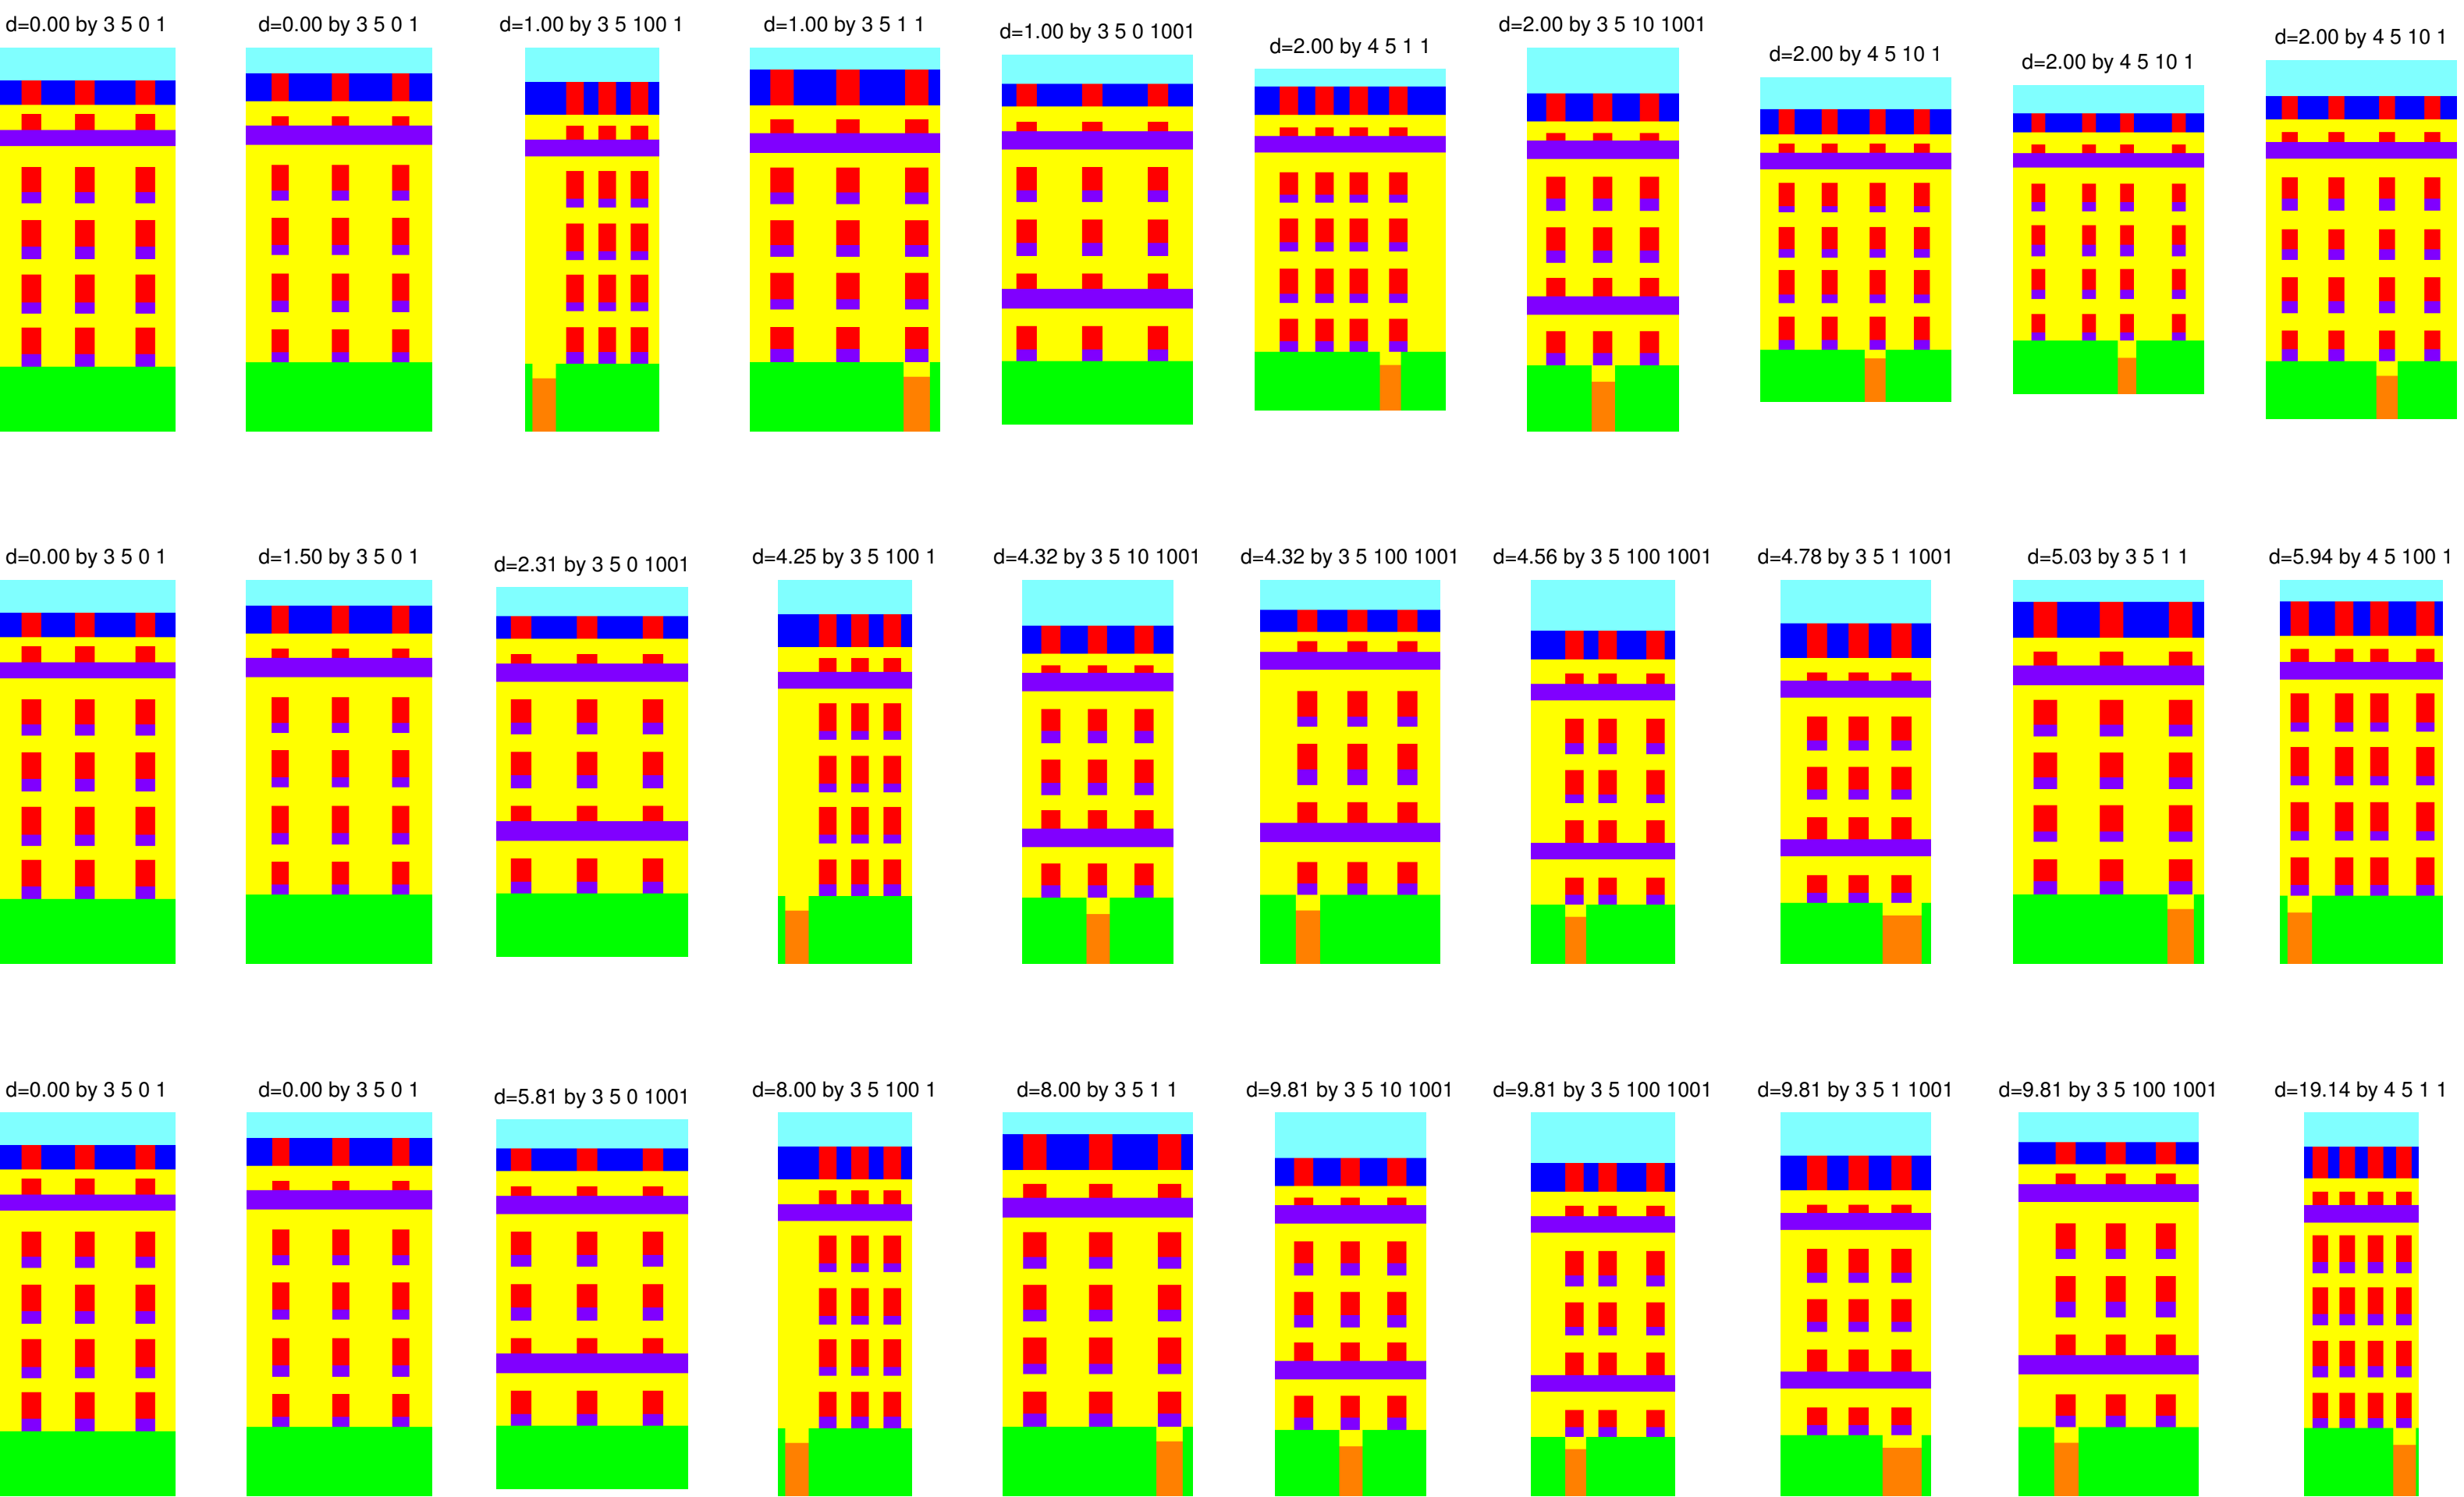 d=0.00 by 3 5 0 1
d=0.00 by 3 5 0 1
d=1.00 by 3 5 100 1
d=1.00 by 3 5 1 1
d=1.00 by 3 5 0 1001
d=2.00 by 4 5 1 1
d=2.00 by 3 5 10 1001
d=2.00 by 4 5 10 1
d=2.00 by 4 5 10 1
d=2.00 by 4 5 10 1
d=0.00 by 3 5 0 1
d=1.50 by 3 5 0 1
d=2.31 by 3 5 0 1001
d=4.25 by 3 5 100 1
d=4.32 by 3 5 10 1001
d=4.32 by 3 5 100 1001
d=4.56 by 3 5 100 1001
d=4.78 by 3 5 1 1001
d=5.03 by 3 5 1 1
d=5.94 by 4 5 100 1
d=0.00 by 3 5 0 1
d=0.00 by 3 5 0 1
d=5.81 by 3 5 0 1001
d=8.00 by 3 5 100 1
d=8.00 by 3 5 1 1
d=9.81 by 3 5 10 1001
d=9.81 by 3 5 100 1001
d=9.81 by 3 5 1 1001
d=9.81 by 3 5 100 1001
d=19.14 by 4 5 1 1